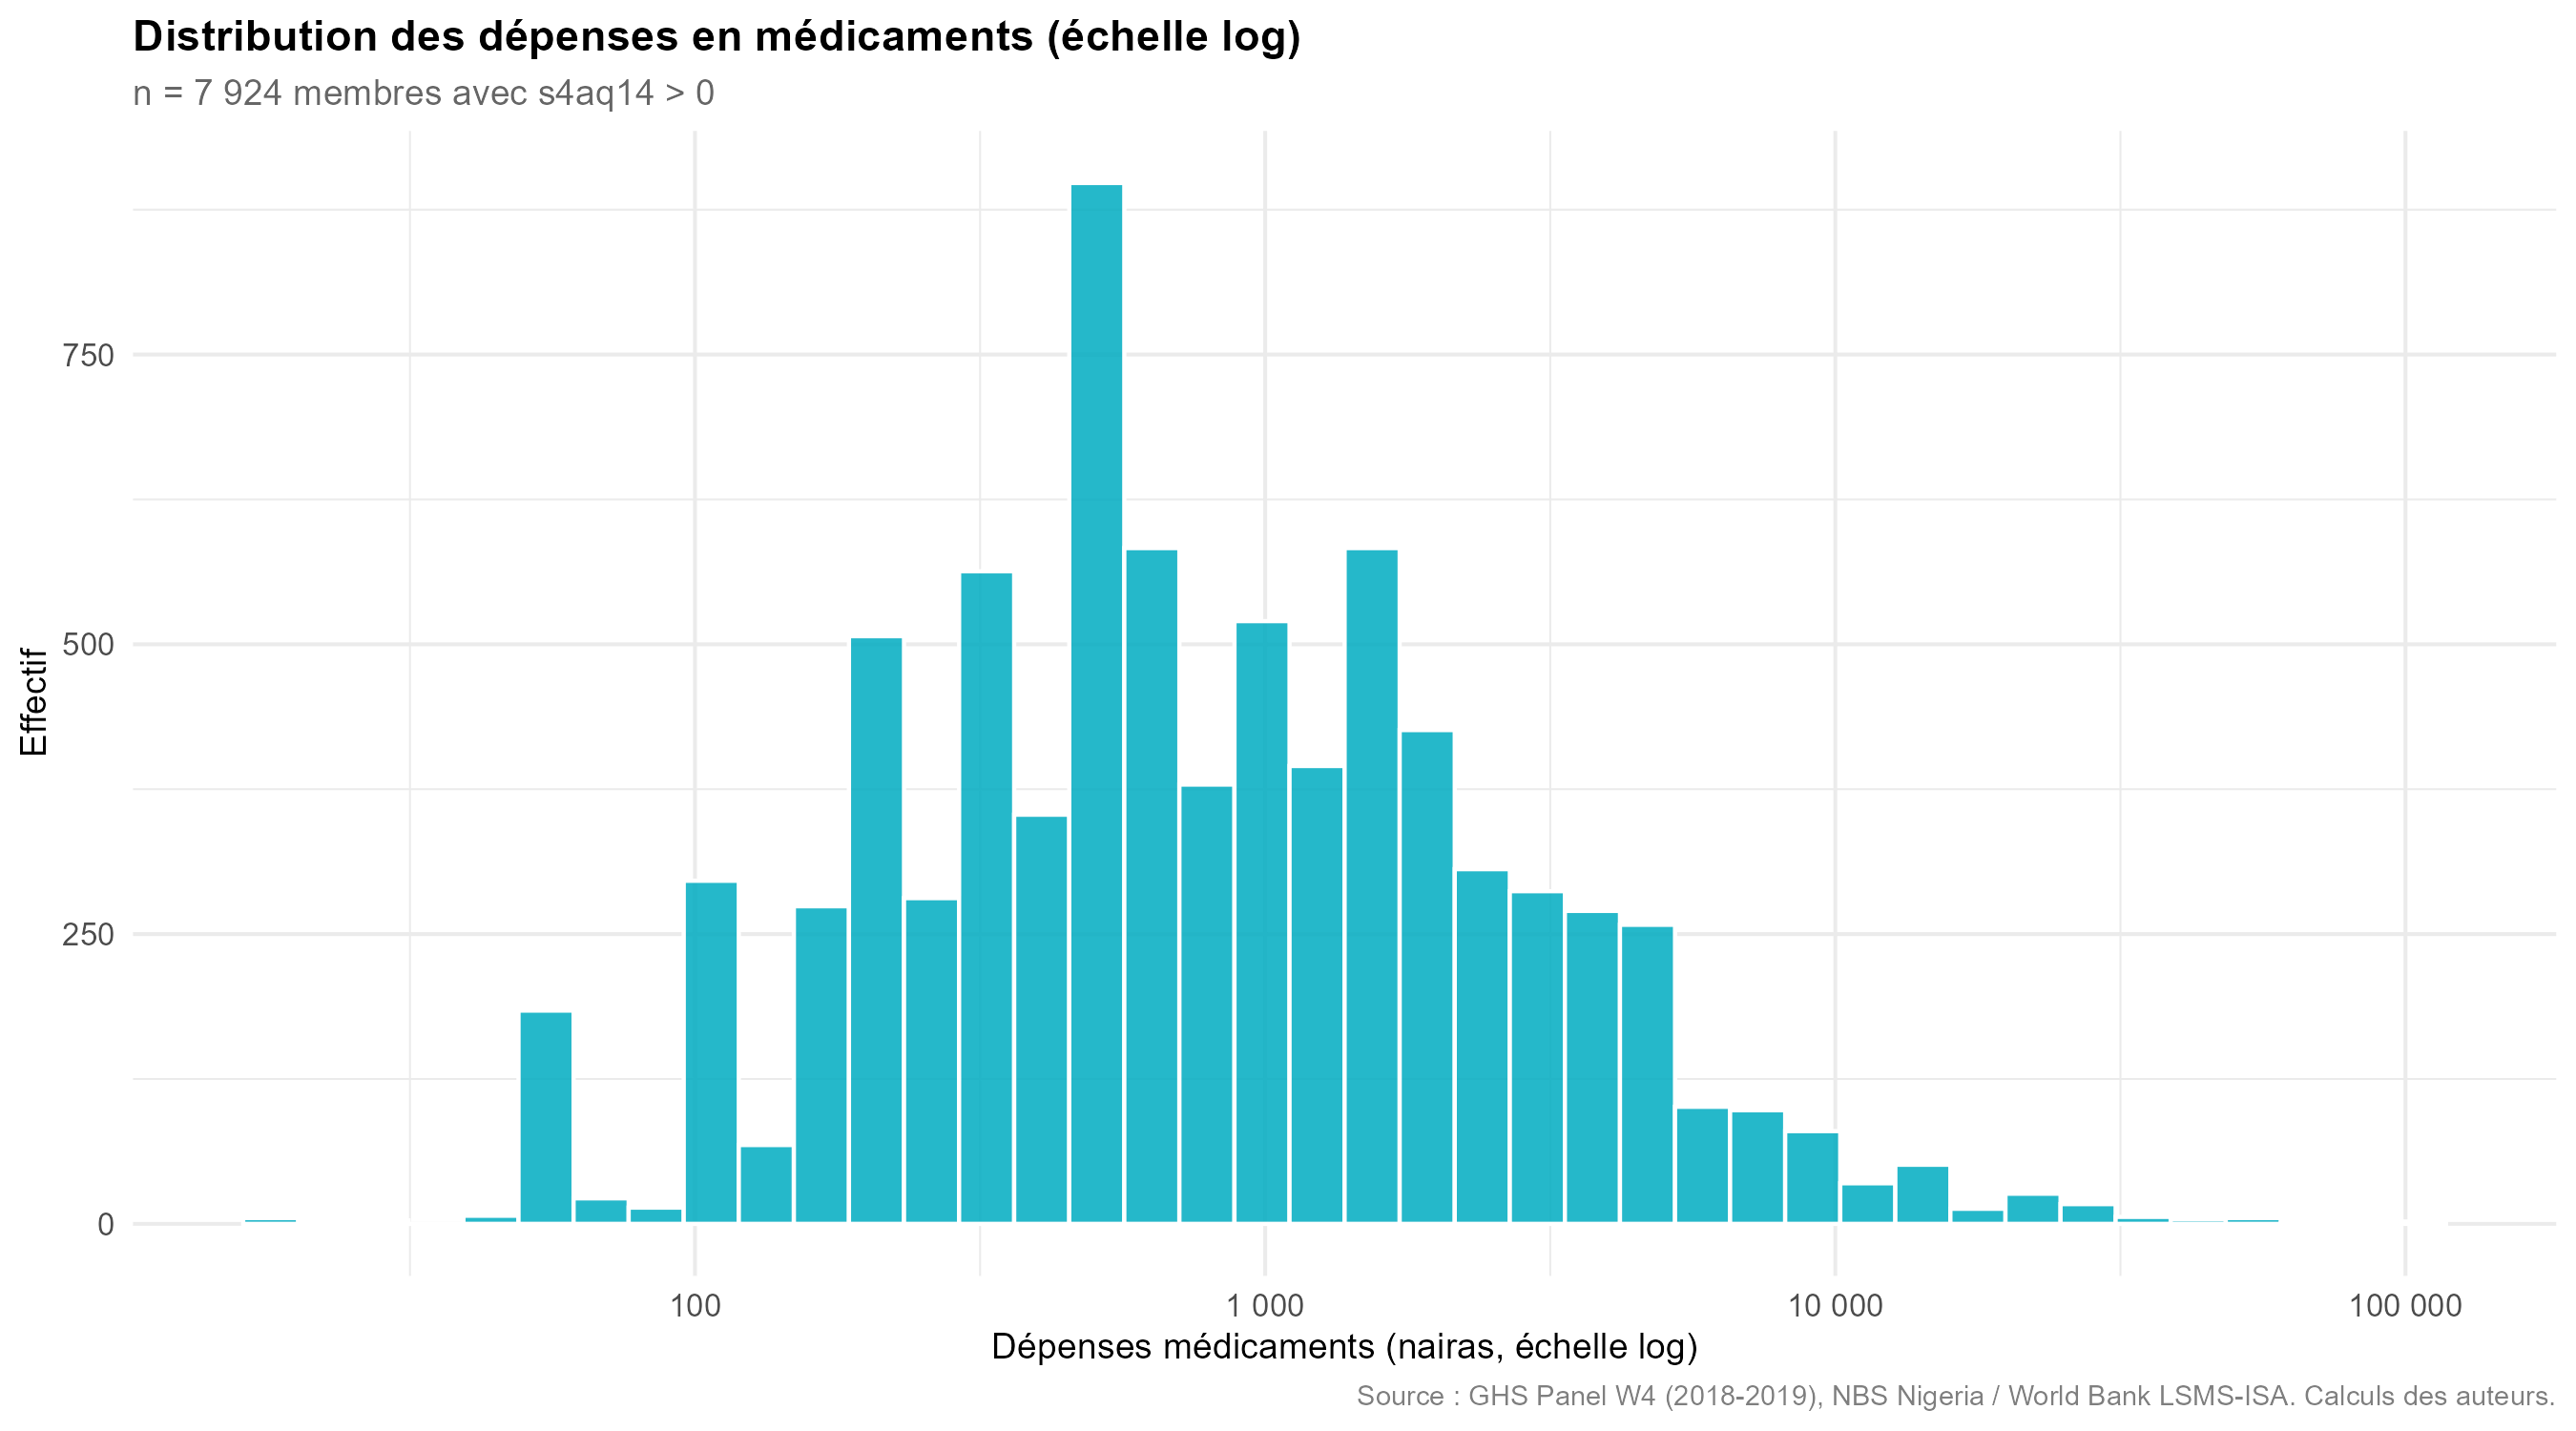 Distribution des dépenses en médicaments (échelle log)
n = 7 924 membres avec s4aq14 > 0
750
500
250
0
Effectif
100
1 000
10 000
100 000
Dépenses médicaments (nairas, échelle log)
Source : GHS Panel W4 (2018-2019), NBS Nigeria / World Bank LSMS-ISA. Calculs des auteurs.